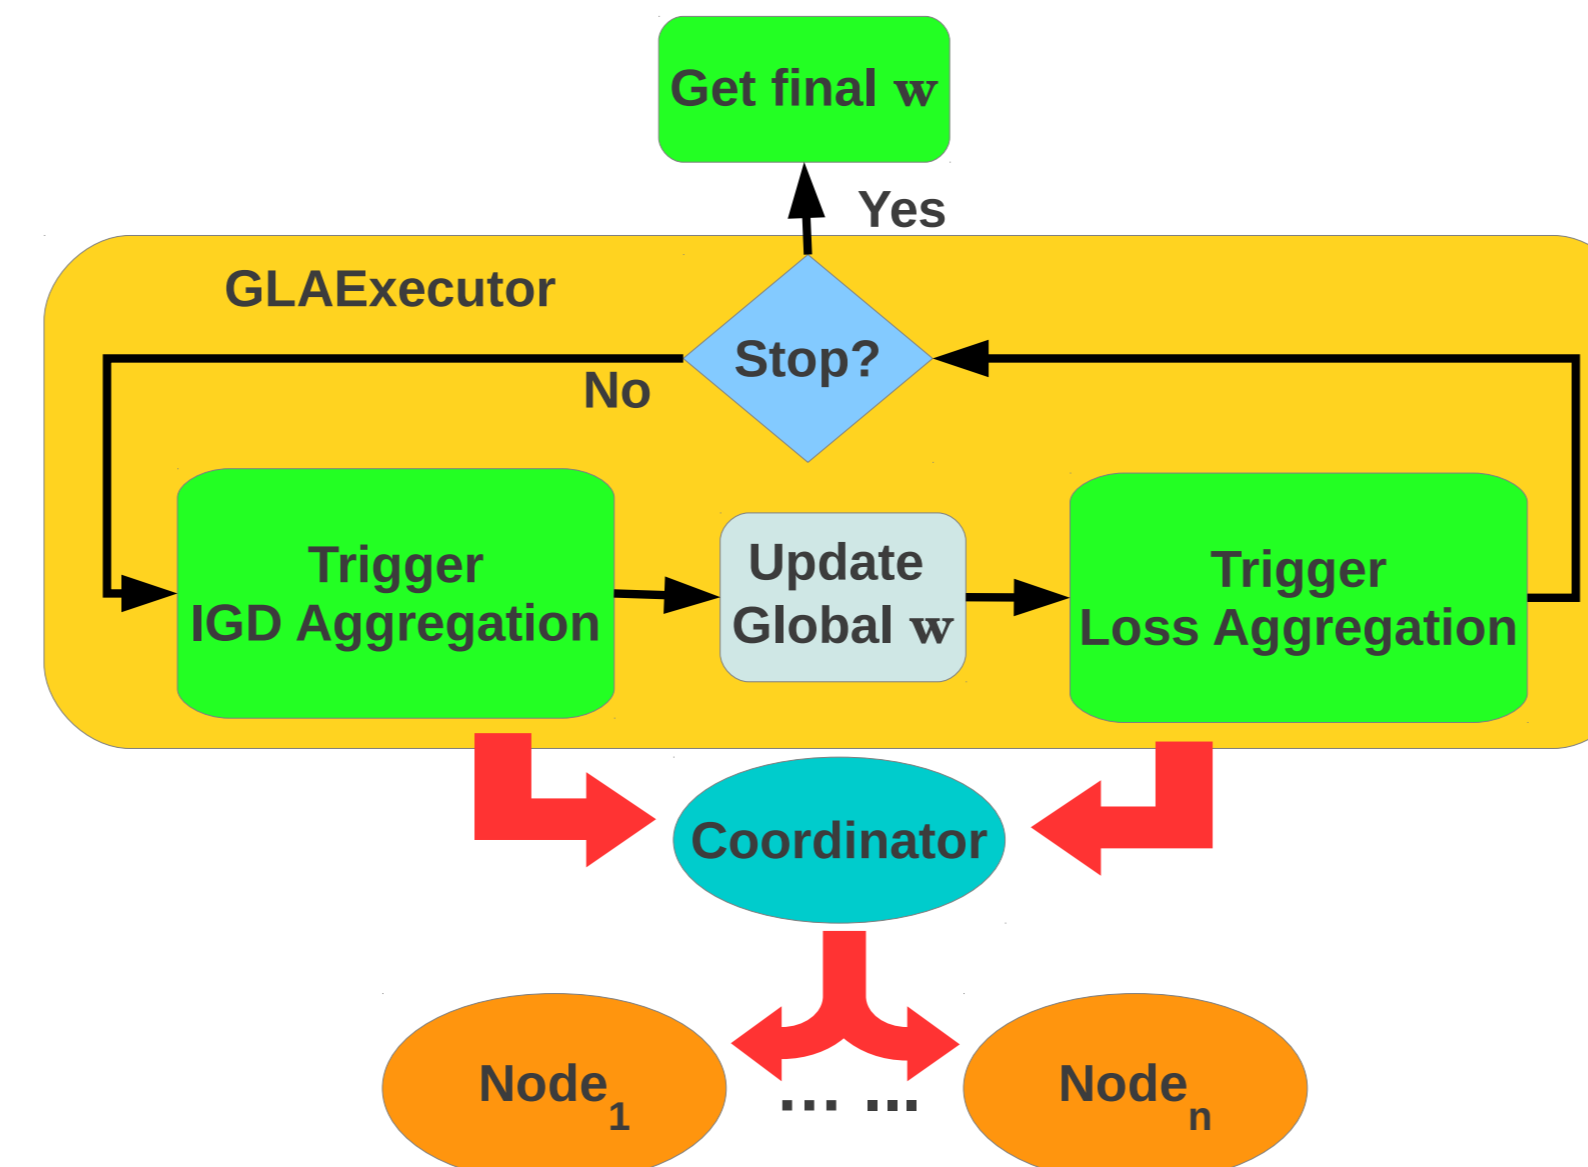 Get final w
Yes
GLAExecutor
Stop?
No
Trigger
IGD Aggregation
Update
Global w
Trigger
Loss Aggregation
Coordinator
Node1
... ...
Noden